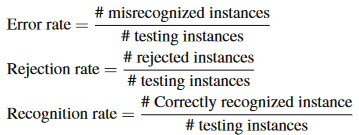 Error rate = # misrecognized instances / # testing instances
Rejection rate = # rejected instances / # testing instances
Recognition rate = # Correctly recognized instance / # testing instances